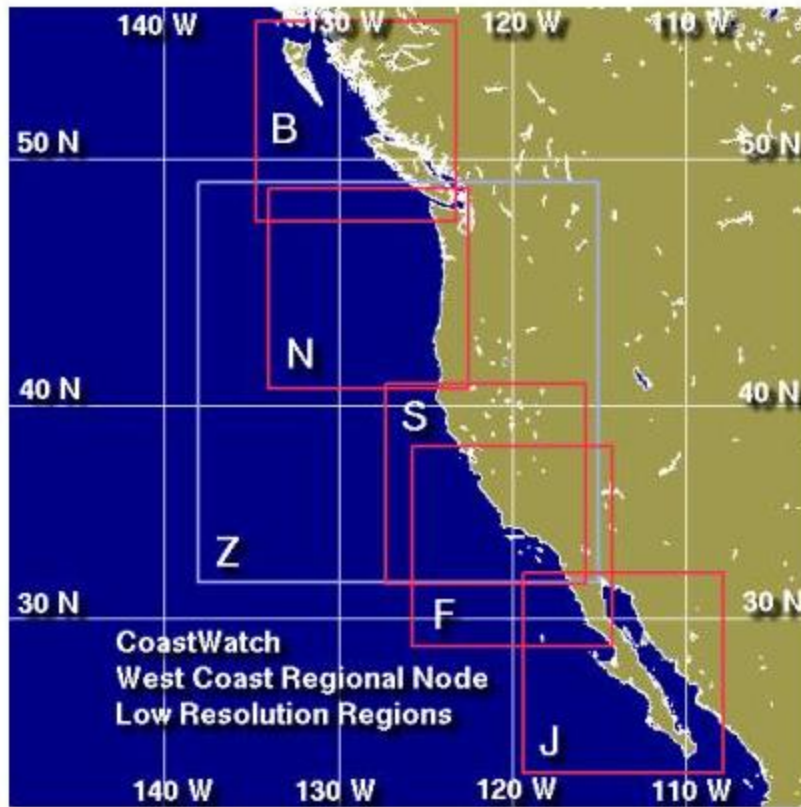 140 W 130 W 120 W 110 W
B
50 N 50 N
N
40 N 40 N
S
Z
30 N F 30 N
CoastWatch
West Coast Regional Node
Low Resolution Regions
J
140 W 130 W 120 W 110 W